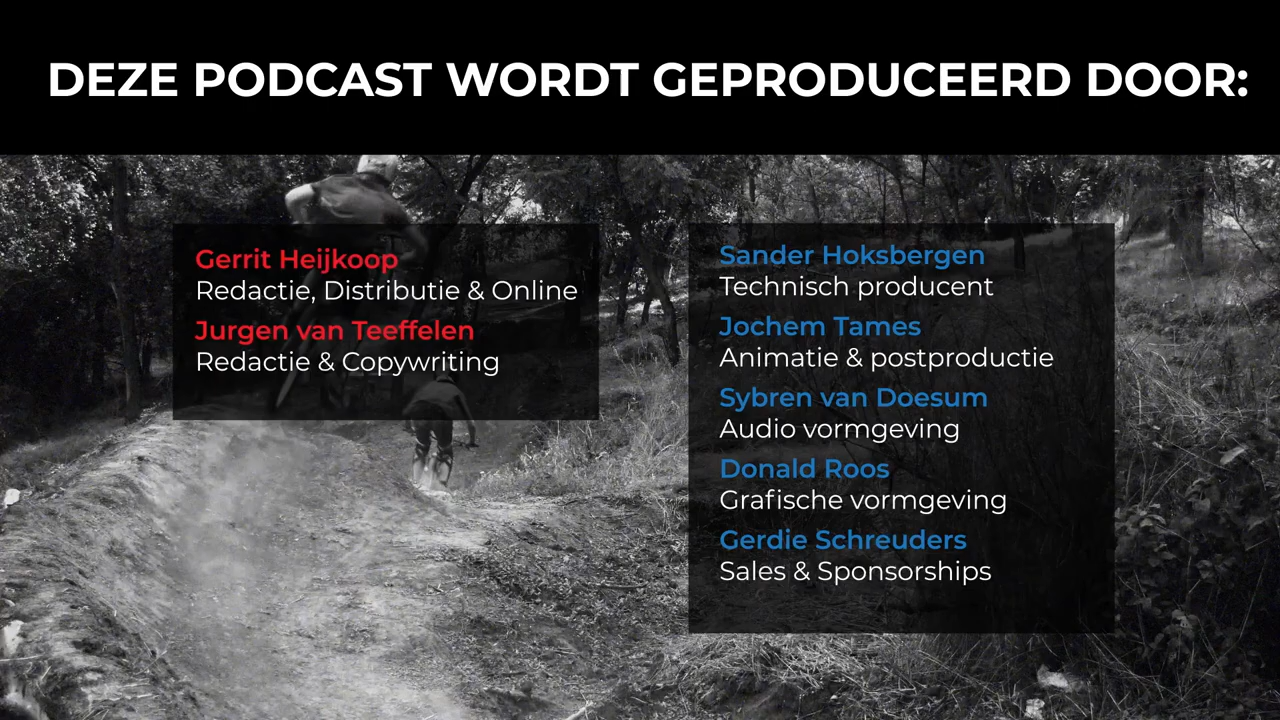 DEZE PODCAST WORDT GEPRODUCEERD DOOR:
Gerrit Heijkoop
Redactie, Distributie & Online
Jurgen van Teeffelen
Redactie & Copywriting
Sander Hoksbergen
Technisch producent
Jochem Tames
Animatie & postproductie
Sybren van Doesum
Audio vormgeving
Donald Roos
Grafische vormgeving
Gerdie Schreuders
Sales & Sponsorships